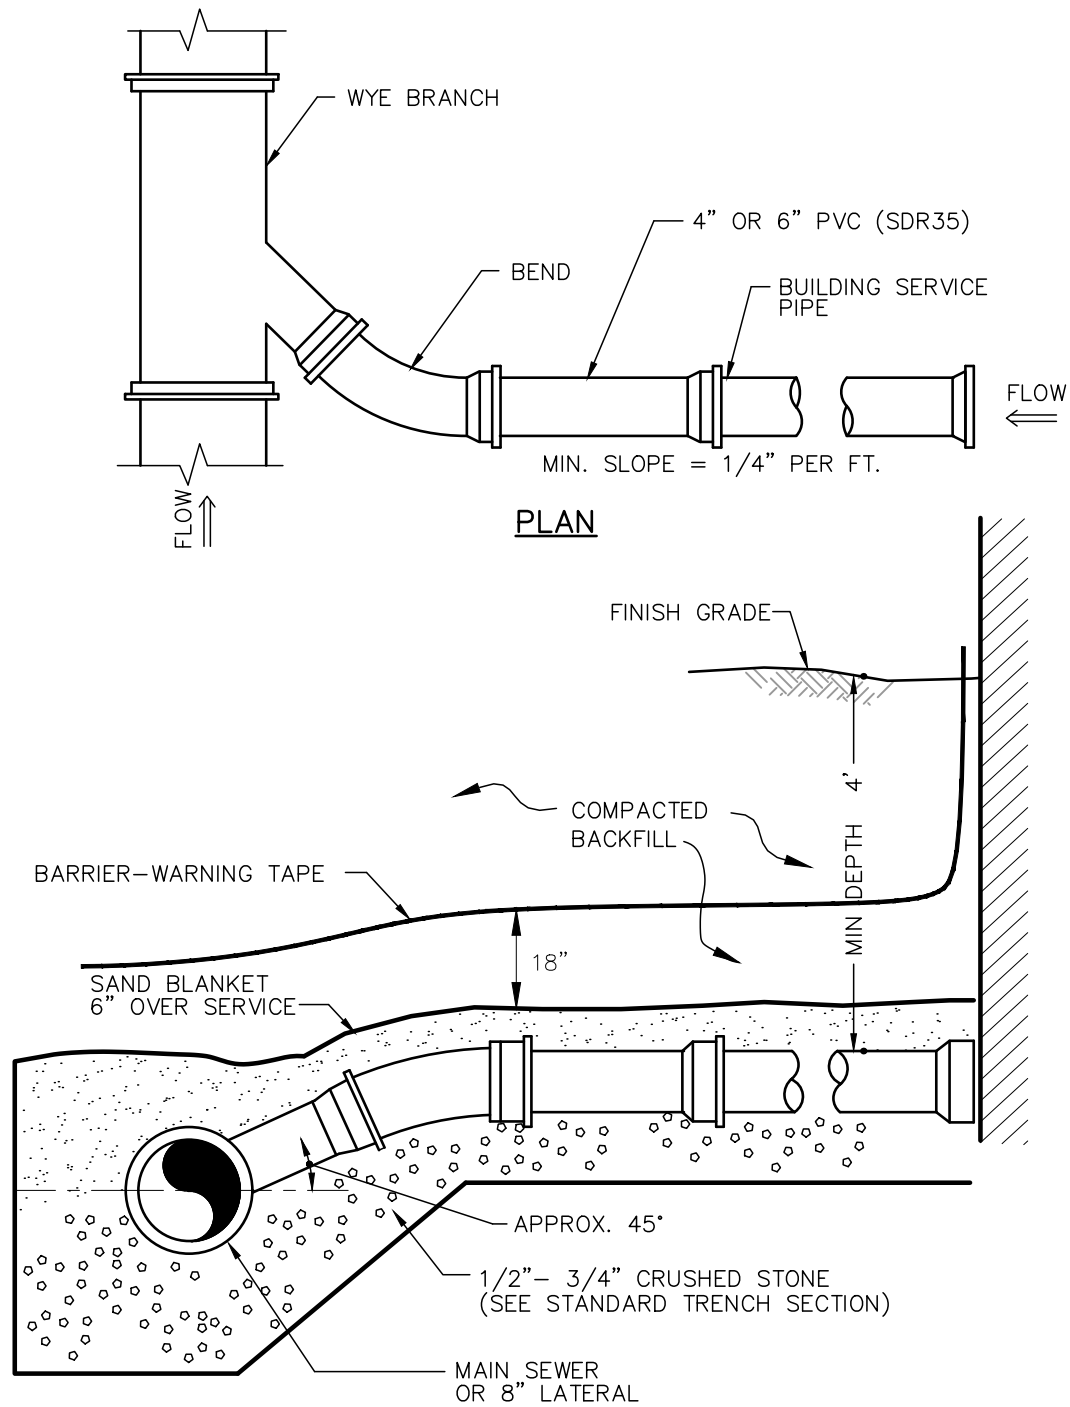 WYE BRANCH
4" OR 6" PVC (SDR35)
BEND
BUILDING SERVICE
PIPE
FLOW
MIN. SLOPE = 1/4" PER FT.
FLOW
PLAN
FINISH GRADE
MIN DEPTH 4'
COMPACTED
BACKFILL
BARRIER-WARNING TAPE
18"
SAND BLANKET
6" OVER SERVICE
APPROX. 45°
1/2"- 3/4" CRUSHED STONE
(SEE STANDARD TRENCH SECTION)
MAIN SEWER
OR 8" LATERAL